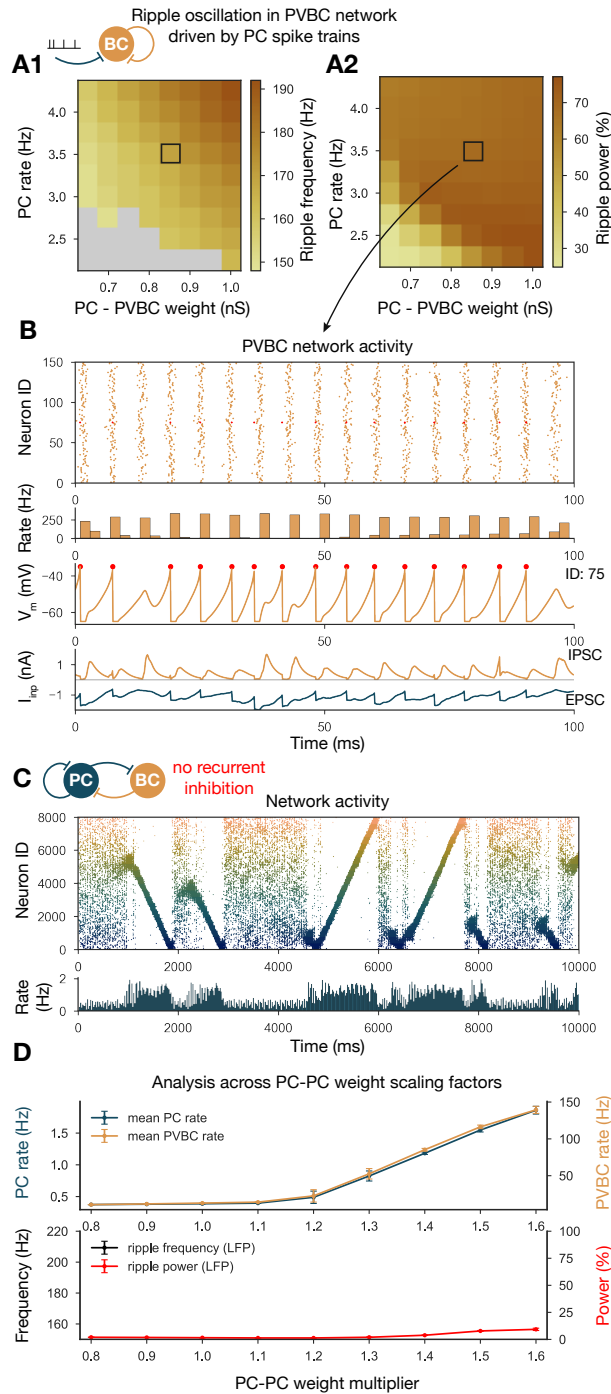 Ripple oscillation in PVBC network
driven by PC spike trains
BC
A1
A2
PC rate (Hz)
4.0
3.5
3.0
2.5
0.7 0.8 0.9 1.0
PC - PVBC weight (nS)
190
180
170
160
150
Ripple frequency (Hz)
PC rate (Hz)
4.0
3.5
3.0
2.5
0.7 0.8 0.9 1.0
PC - PVBC weight (nS)
70
60
50
40
30
Ripple power (%)
B
PVBC network activity
Neuron ID
150
100
50
0
0 50 100
Rate (Hz)
250
0
0 50 100
Vm (mV)
−40
−60
ID: 75
0 50 100
Iinp (nA)
1
−1
IPSC
EPSC
0 50 100
Time (ms)
C
PC
BC
no recurrent
inhibition
Network activity
Neuron ID
8000
6000
4000
2000
0
0 2000 4000 6000 8000 10000
Rate
(Hz)
2
0
0 2000 4000 6000 8000 10000
Time (ms)
D
Analysis across PC-PC weight scaling factors
PC rate (Hz)
1.5
1.0
0.5
mean PC rate
mean PVBC rate
150
100
50
PVBC rate (Hz)
0.8 0.9 1.0 1.1 1.2 1.3 1.4 1.5 1.6
Frequency (Hz)
220
200
180
160
ripple frequency (LFP)
ripple power (LFP)
100
75
50
25
0
Power (%)
0.8 0.9 1.0 1.1 1.2 1.3 1.4 1.5 1.6
PC-PC weight multiplier